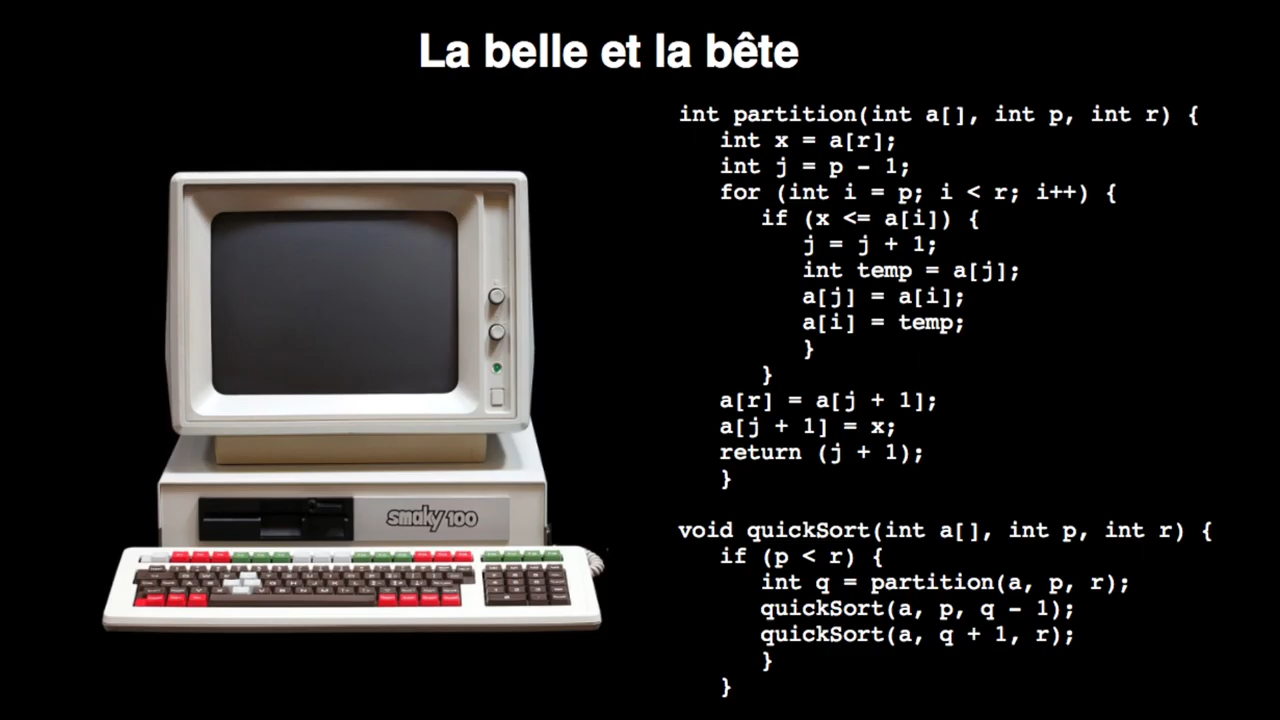 La belle et la bête
int partition(int a[], int p, int r) {
int x = a[r];
int j = p - 1;
for (int i = p; i < r; i++) {
if (x <= a[i]) {
j = j + 1;
int temp = a[j];
a[j] = a[i];
a[i] = temp;
}
}
a[r] = a[j + 1];
a[j + 1] = x;
return (j + 1);
}
void quickSort(int a[], int p, int r) {
if (p < r) {
int q = partition(a, p, r);
quickSort(a, p, q - 1);
quickSort(a, q + 1, r);
}
}
smaky 100